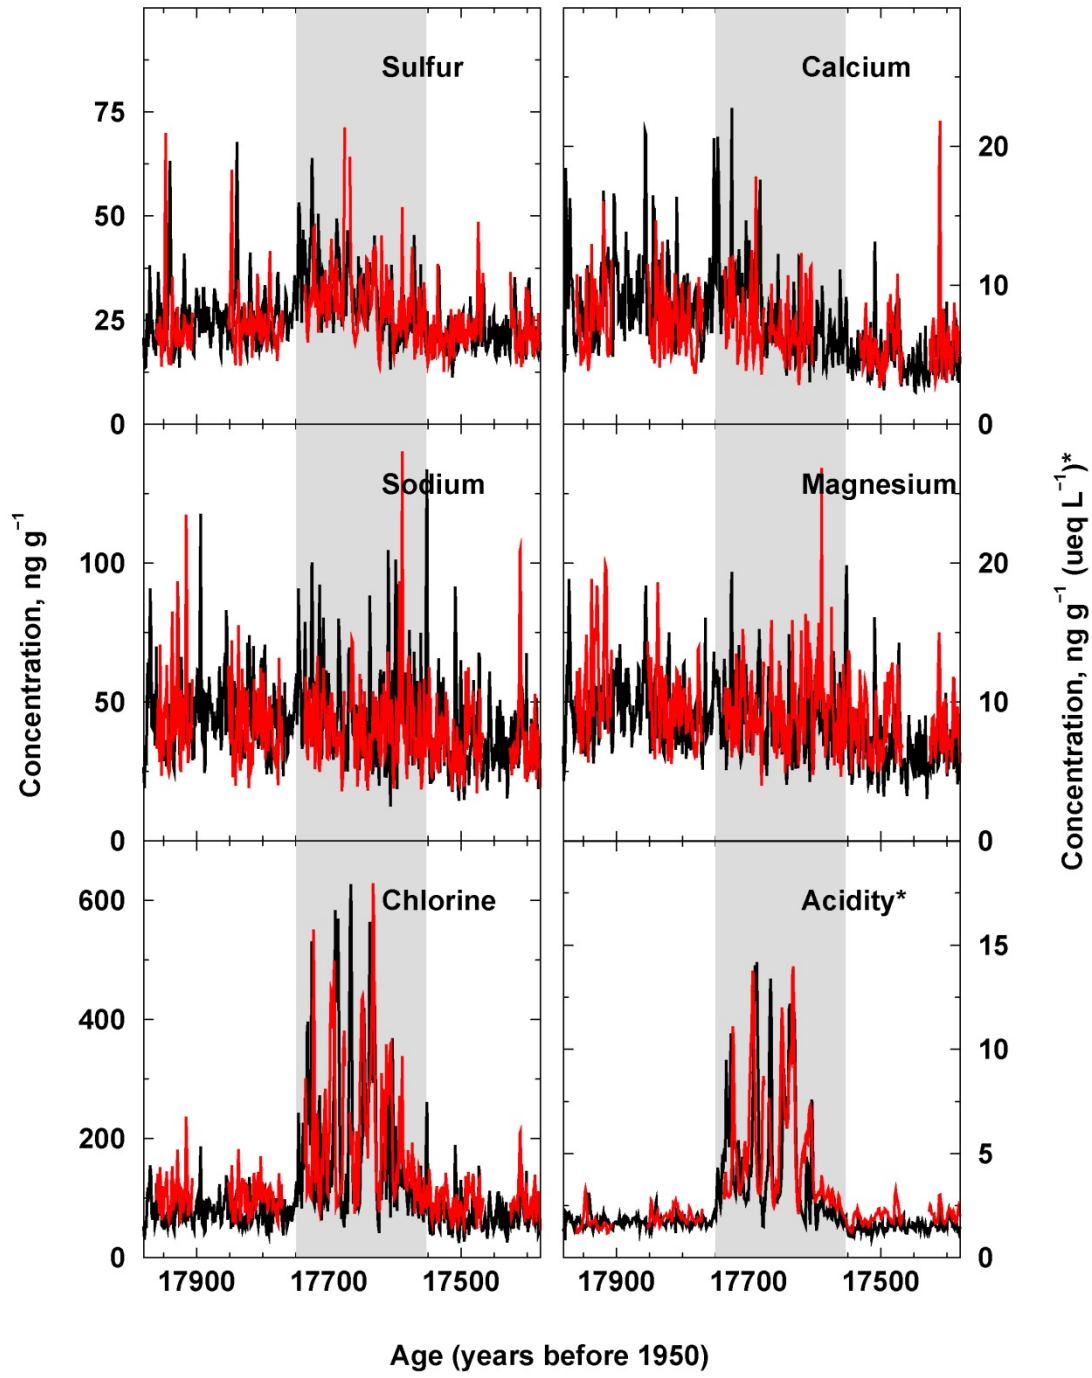 Sulfur
Calcium
75
50
25
0
20
10
0
Sodium
Magnesium
100
50
0
20
10
0
Chlorine
Acidity*
600
400
200
0
15
10
5
0
17900 17700 17500
17900 17700 17500
Concentration, ng g⁻¹
Concentration, ng g⁻¹ (ueq L⁻¹)*
Age (years before 1950)